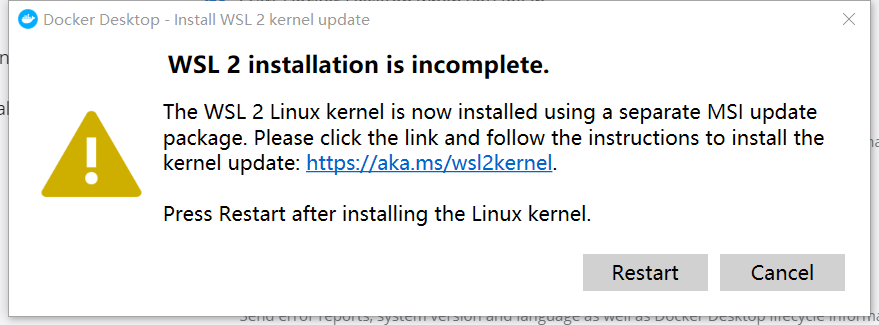 Docker Desktop - Install WSL 2 kernel update
WSL 2 installation is incomplete.
The WSL 2 Linux kernel is now installed using a separate MSI update
package. Please click the link and follow the instructions to install the
kernel update: https://aka.ms/wsl2kernel.
Press Restart after installing the Linux kernel.
Restart
Cancel
Send error reports, system version and language as well as Docker Desktop lifecycle informa